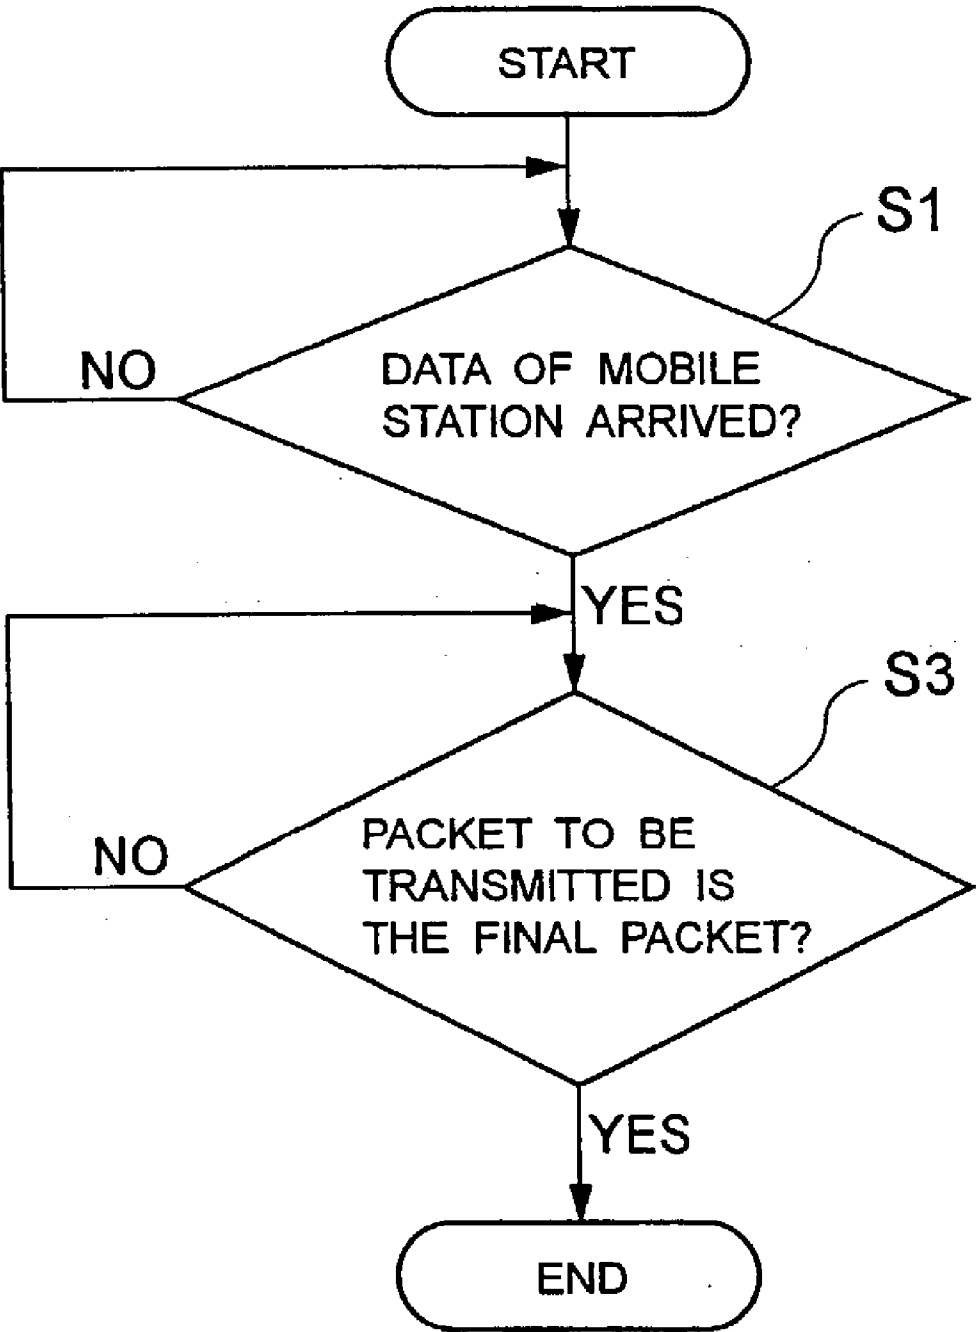 START
S1
NO
DATA OF MOBILE
STATION ARRIVED?
YES
S3
NO
PACKET TO BE
TRANSMITTED IS
THE FINAL PACKET?
YES
END